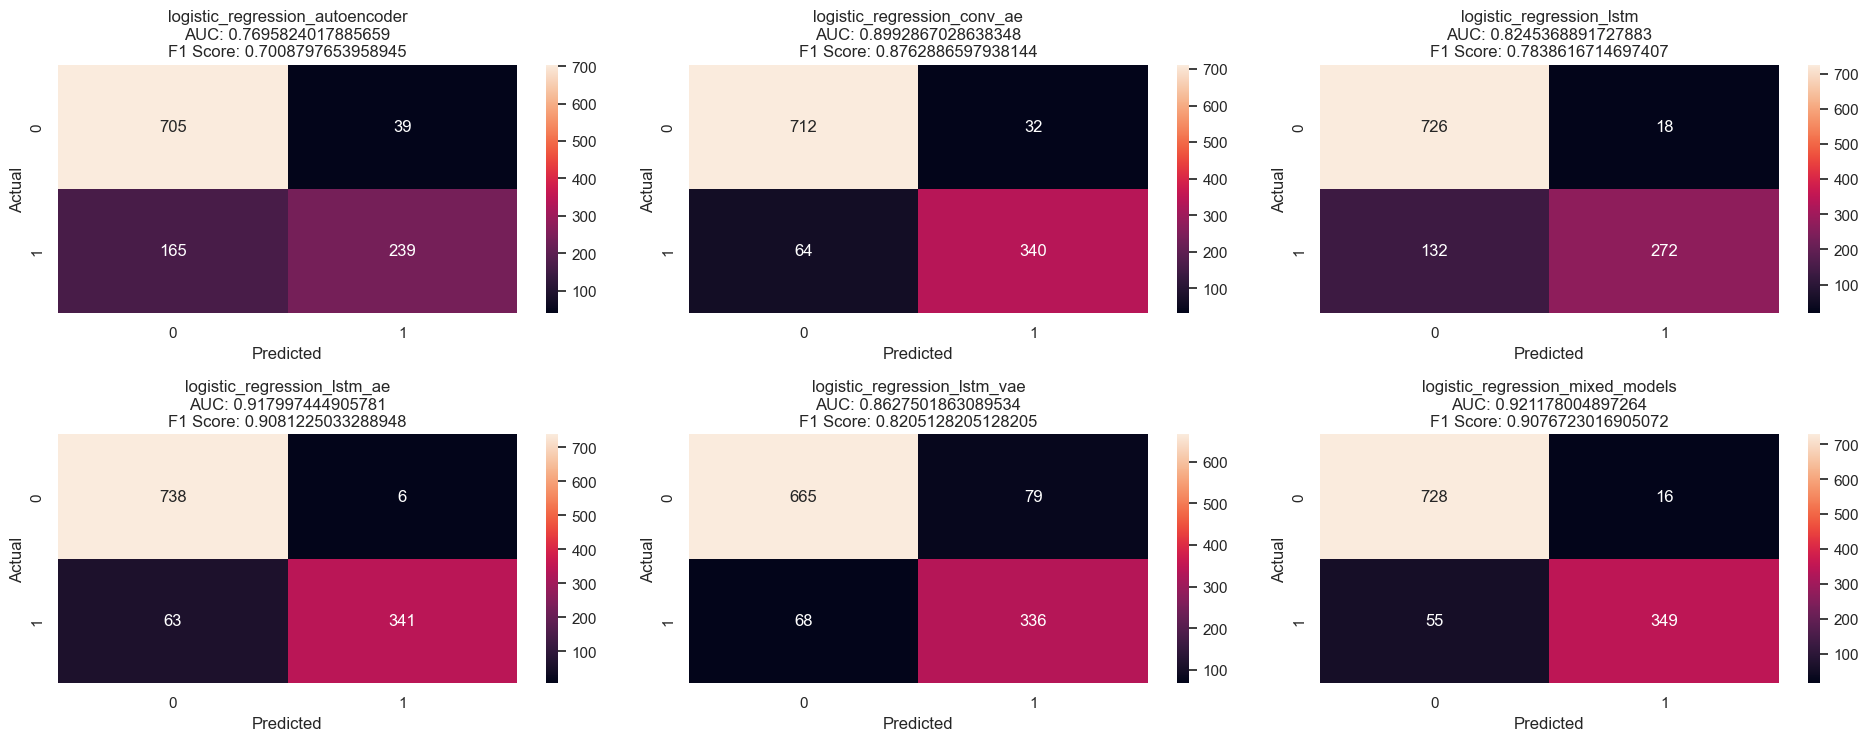 logistic_regression_autoencoder
AUC: 0.7695824017885659
F1 Score: 0.7008797653958945
705
39
165
239
0
1
0
1
Actual
Predicted
700
600
500
400
300
200
100
logistic_regression_conv_ae
AUC: 0.8992867028638348
F1 Score: 0.8762886597938144
712
32
64
340
0
1
0
1
Actual
Predicted
700
600
500
400
300
200
100
logistic_regression_lstm
AUC: 0.8245368891727883
F1 Score: 0.7838616714697407
726
18
132
272
0
1
0
1
Actual
Predicted
700
600
500
400
300
200
100
logistic_regression_lstm_ae
AUC: 0.917997444905781
F1 Score: 0.9081225033288948
738
6
63
341
0
1
0
1
Actual
Predicted
700
600
500
400
300
200
100
logistic_regression_lstm_vae
AUC: 0.8627501863089534
F1 Score: 0.8205128205128205
665
79
68
336
0
1
0
1
Actual
Predicted
600
500
400
300
200
100
logistic_regression_mixed_models
AUC: 0.921178004897264
F1 Score: 0.9076723016905072
728
16
55
349
0
1
0
1
Actual
Predicted
700
600
500
400
300
200
100